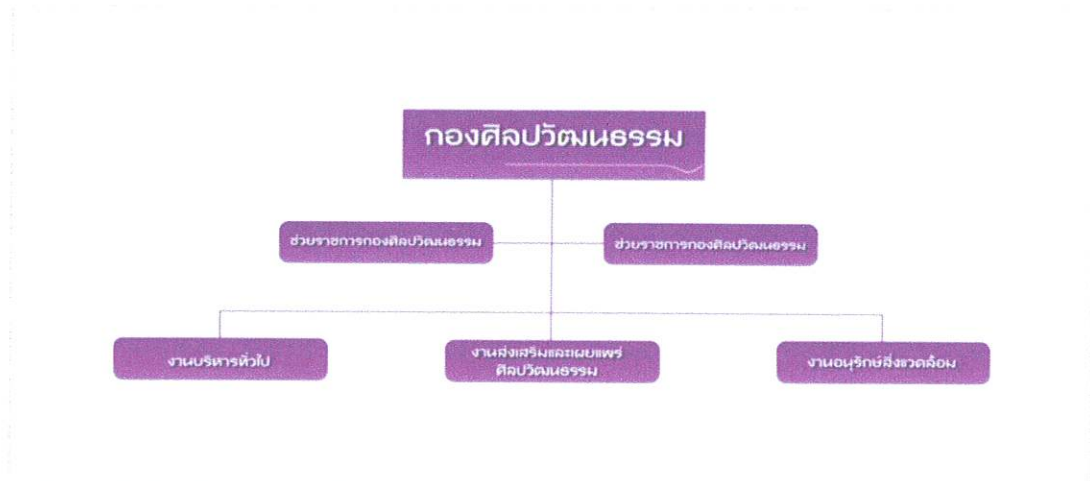 กองศิลปวัฒนธรรม
ช่วยราชการกองศิลปวัฒนธรรม
ช่วยราชการกองศิลปวัฒนธรรม
งานบริหารทั่วไป
งานส่งเสริมและเผยแพร่
ศิลปวัฒนธรรม
งานอนุรักษ์สิ่งแวดล้อม